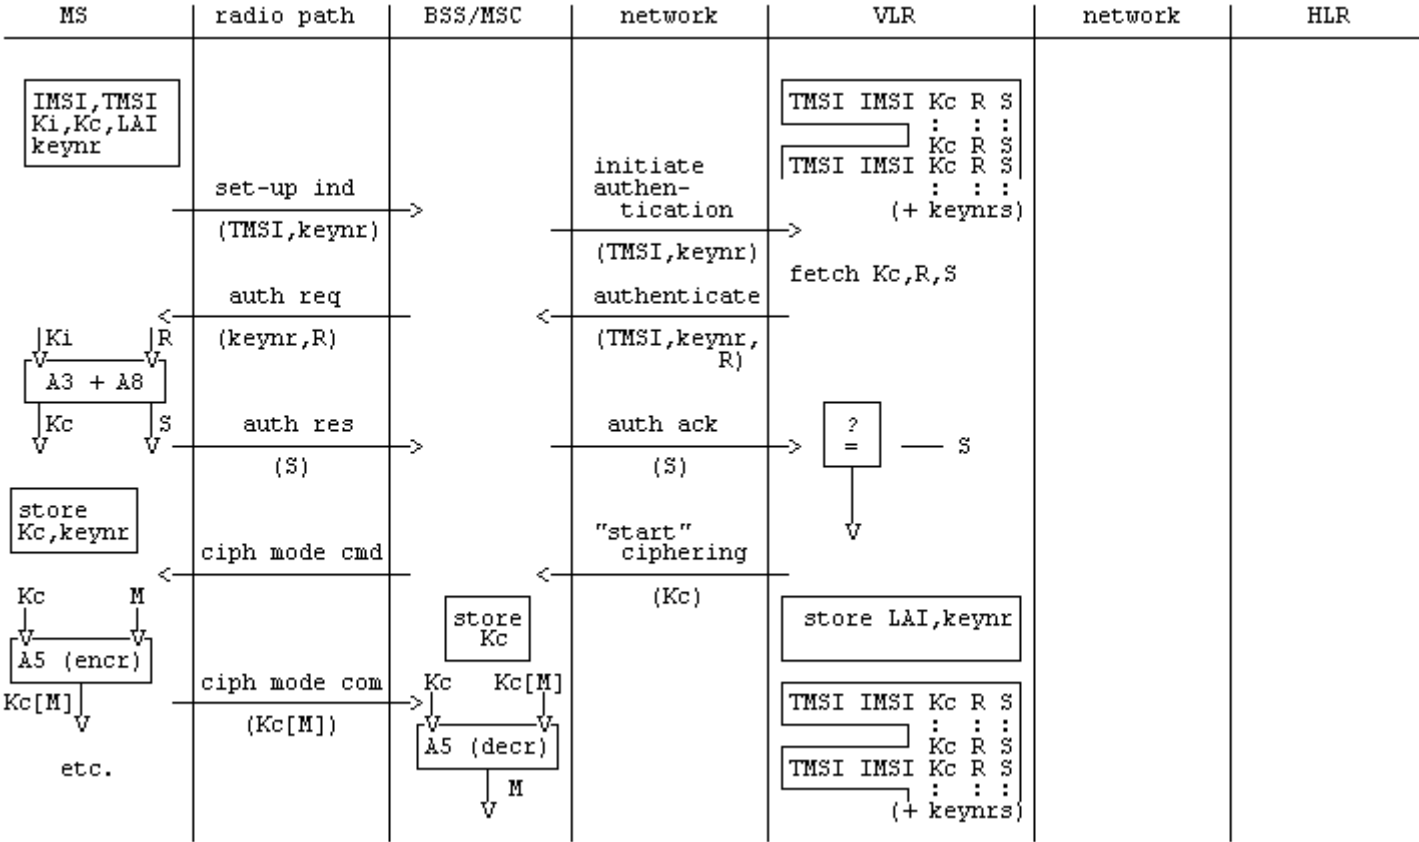 MS radio path BSS/MSC network VLR network HLR
IMSI,TMSI
Ki,Kc,LAI
keynr
TMSI IMSI Kc R S
: : :
Kc R S
TMSI IMSI Kc R S
: : :
(+ keynrs)
set-up ind
(TMSI,keynr)
initiate
authen-
tication
(TMSI,keynr)
fetch Kc,R,S
auth req
(keynr,R)
authenticate
(TMSI,keynr,
R)
Ki R
A3 + A8
Kc S
auth res
(S)
auth ack
(S)
?
=
S
store
Kc,keynr
ciph mode cmd
"start"
ciphering
(Kc)
Kc M
A5 (encr)
Kc[M]
store
Kc
store LAI,keynr
ciph mode com
(Kc[M])
Kc Kc[M]
A5 (decr)
M
TMSI IMSI Kc R S
: : :
Kc R S
TMSI IMSI Kc R S
: : :
(+ keynrs)
etc.